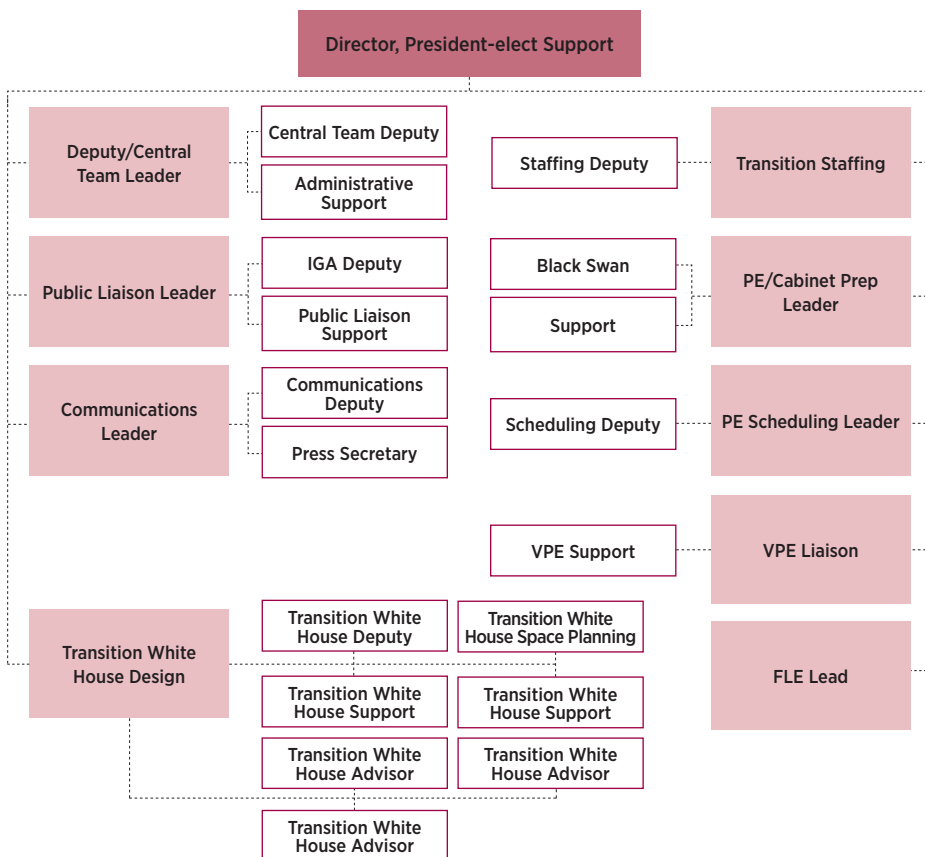 Director, President-elect Support
Deputy/Central
Team Leader
Central Team Deputy
Administrative
Support
Staffing Deputy
Transition Staffing
Public Liaison Leader
IGA Deputy
Public Liaison
Support
Black Swan
Support
PE/Cabinet Prep
Leader
Communications
Leader
Communications
Deputy
Press Secretary
Scheduling Deputy
PE Scheduling Leader
VPE Support
VPE Liaison
Transition White
House Design
Transition White
House Deputy
Transition White
House Space Planning
Transition White
House Support
Transition White
House Support
Transition White
House Advisor
Transition White
House Advisor
Transition White
House Advisor
FLE Lead